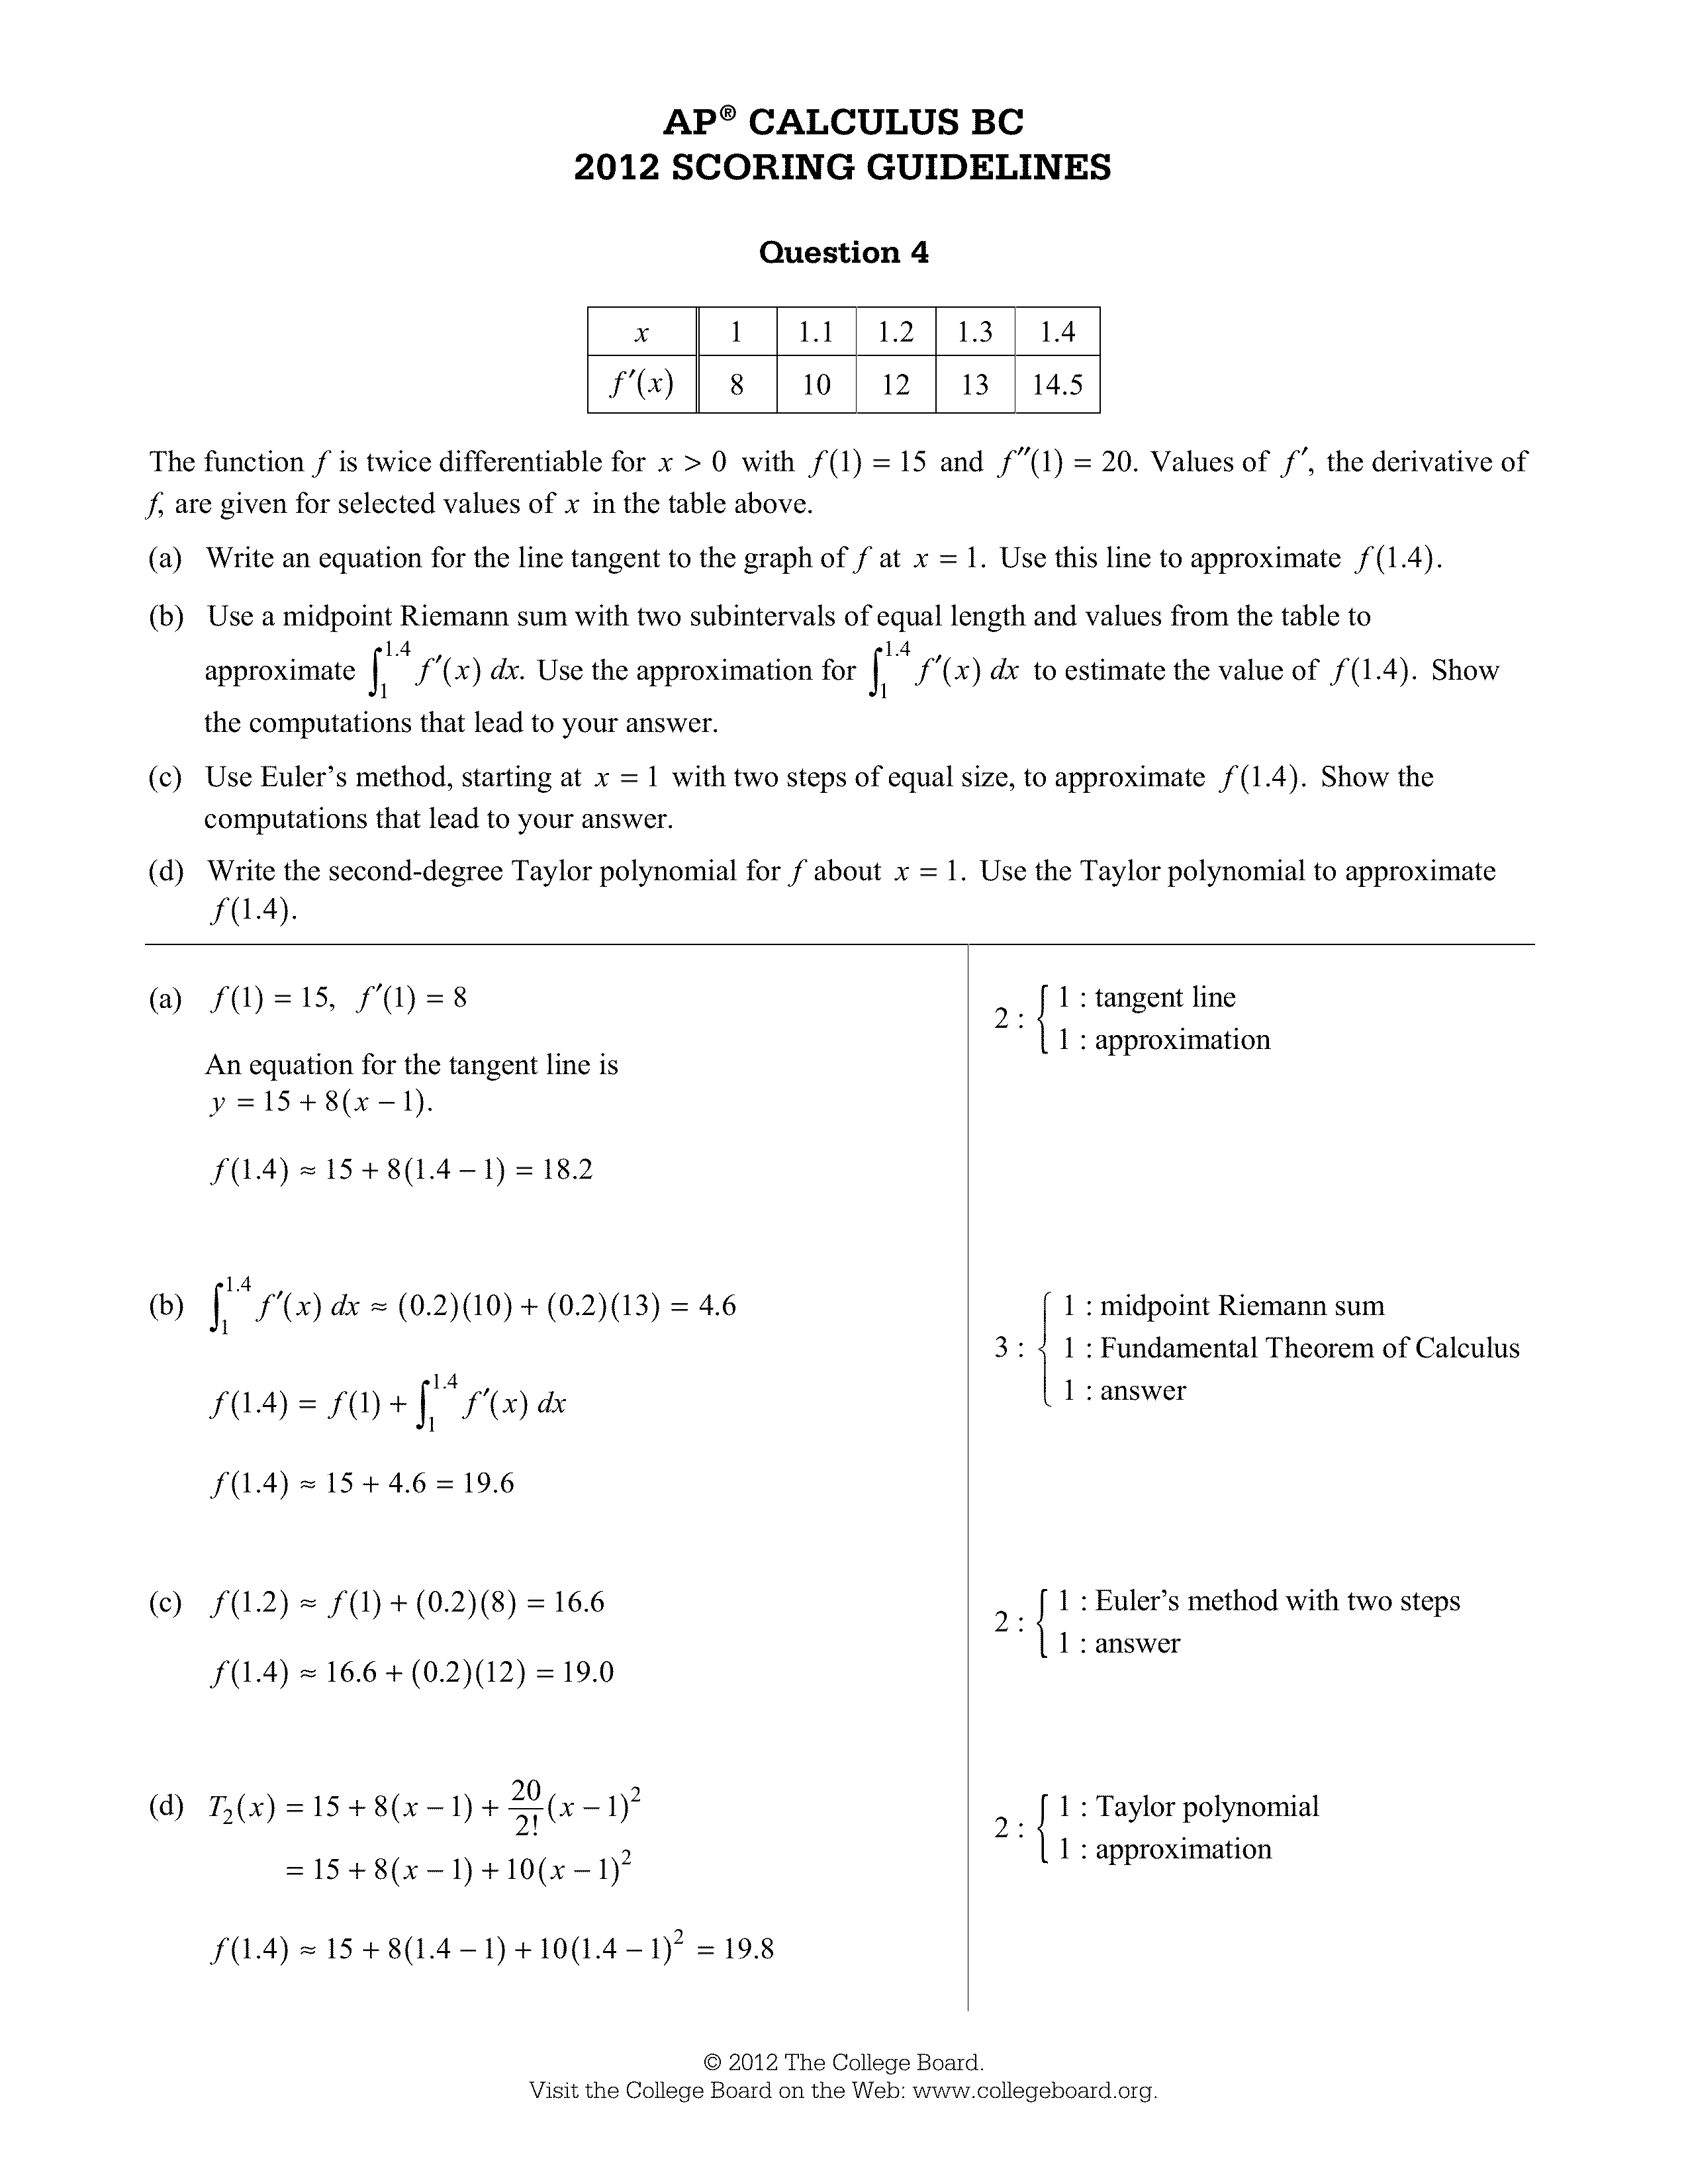 AP® CALCULUS BC
2012 SCORING GUIDELINES
Question 4
x 1 1.1 1.2 1.3 1.4
f′(x) 8 10 12 13 14.5
The function f is twice differentiable for x > 0 with f(1) = 15 and f″(1) = 20. Values of f′, the derivative of
f, are given for selected values of x in the table above.
(a) Write an equation for the line tangent to the graph of f at x = 1. Use this line to approximate f(1.4).
(b) Use a midpoint Riemann sum with two subintervals of equal length and values from the table to
approximate ∫₁^1.4 f′(x) dx. Use the approximation for ∫₁^1.4 f′(x) dx to estimate the value of f(1.4). Show
the computations that lead to your answer.
(c) Use Euler’s method, starting at x = 1 with two steps of equal size, to approximate f(1.4). Show the
computations that lead to your answer.
(d) Write the second-degree Taylor polynomial for f about x = 1. Use the Taylor polynomial to approximate
f(1.4).
(a) f(1) = 15, f′(1) = 8
An equation for the tangent line is
y = 15 + 8(x − 1).
f(1.4) ≈ 15 + 8(1.4 − 1) = 18.2
2 : { 1 : tangent line
1 : approximation
(b) ∫₁^1.4 f′(x) dx ≈ (0.2)(10) + (0.2)(13) = 4.6
f(1.4) = f(1) + ∫₁^1.4 f′(x) dx
f(1.4) ≈ 15 + 4.6 = 19.6
3 : { 1 : midpoint Riemann sum
1 : Fundamental Theorem of Calculus
1 : answer
(c) f(1.2) ≈ f(1) + (0.2)(8) = 16.6
f(1.4) ≈ 16.6 + (0.2)(12) = 19.0
2 : { 1 : Euler’s method with two steps
1 : answer
(d) T₂(x) = 15 + 8(x − 1) + 20/2!(x − 1)²
= 15 + 8(x − 1) + 10(x − 1)²
f(1.4) ≈ 15 + 8(1.4 − 1) + 10(1.4 − 1)² = 19.8
2 : { 1 : Taylor polynomial
1 : approximation
© 2012 The College Board.
Visit the College Board on the Web: www.collegeboard.org.